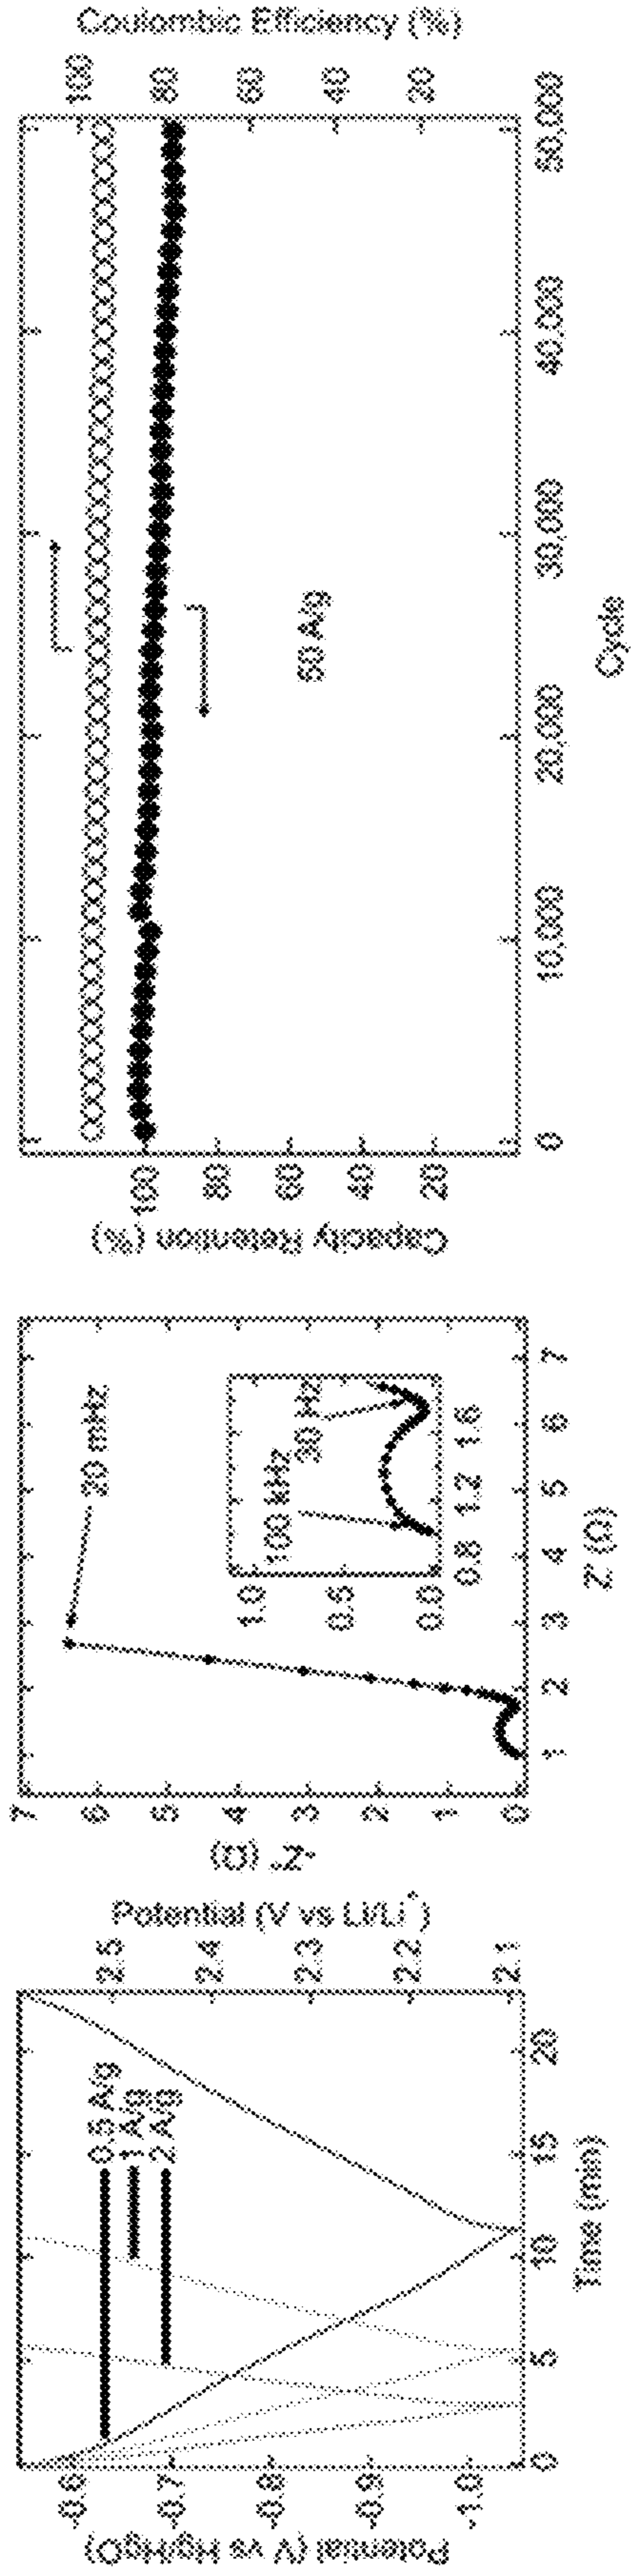 Potential (V vs Hg/HgO)
-0.6
-0.7
-0.8
-0.9
-1.0
0.5 A/g
1 A/g
2 A/g
2.5
2.4
2.3
2.2
2.1
Potential (V vs Li/Li⁺)
0 5 10 15 20
Time (min)
-Z" (Ω)
7
6
5
4
3
2
1
0
20 mHz
1.0
0.5
0.0
100 kHz
30 Hz
0.8 1.2 1.6
1 2 3 4 5 6 7
Z' (Ω)
Capacity Retention (%)
100
80
60
40
20
50 A/g
100
80
60
40
20
Coulombic Efficiency (%)
0 10,000 20,000 30,000 40,000 50,000
Cycle